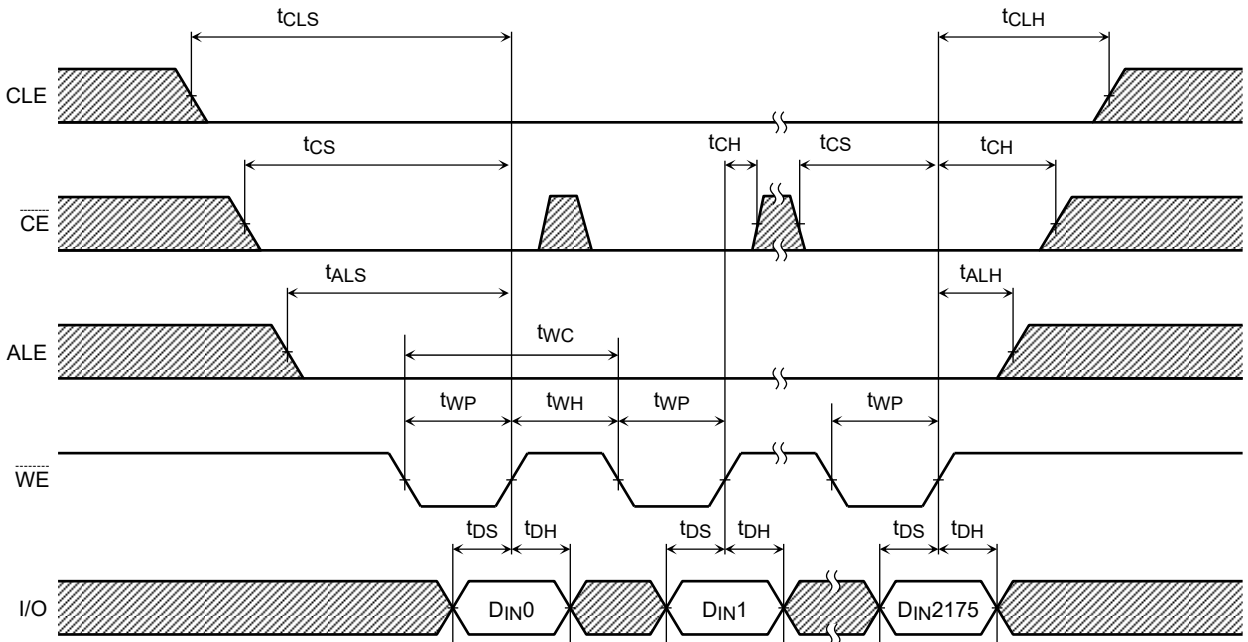 tCLS tCLH
CLE
tCS tCH tCS tCH
CE
tALS tALH
ALE
tWC
tWP tWH tWP tWP
WE
tDS tDH tDS tDH tDS tDH
I/O DIN0 DIN1 DIN2175